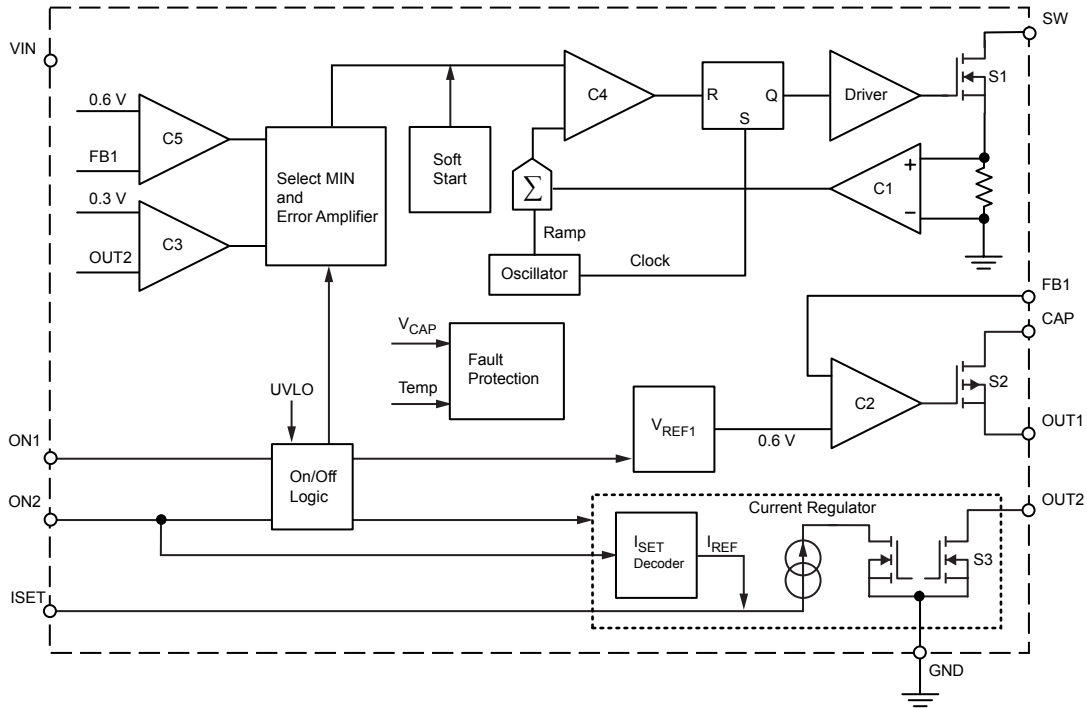 SW
VIN
S1
0.6 V
C5
FB1
0.3 V
C3
OUT2
Select MIN
and
Error Amplifier
Soft
Start
C4
R
Q
S
Driver
+
C1
−
Σ
Ramp
Oscillator
Clock
FB1
CAP
V_CAP
Fault
Protection
Temp
S2
C2
UVLO
V_REF1
0.6 V
OUT1
ON1
On/Off
Logic
ON2
OUT2
Current Regulator
I_SET
Decoder
I_REF
S3
ISET
GND